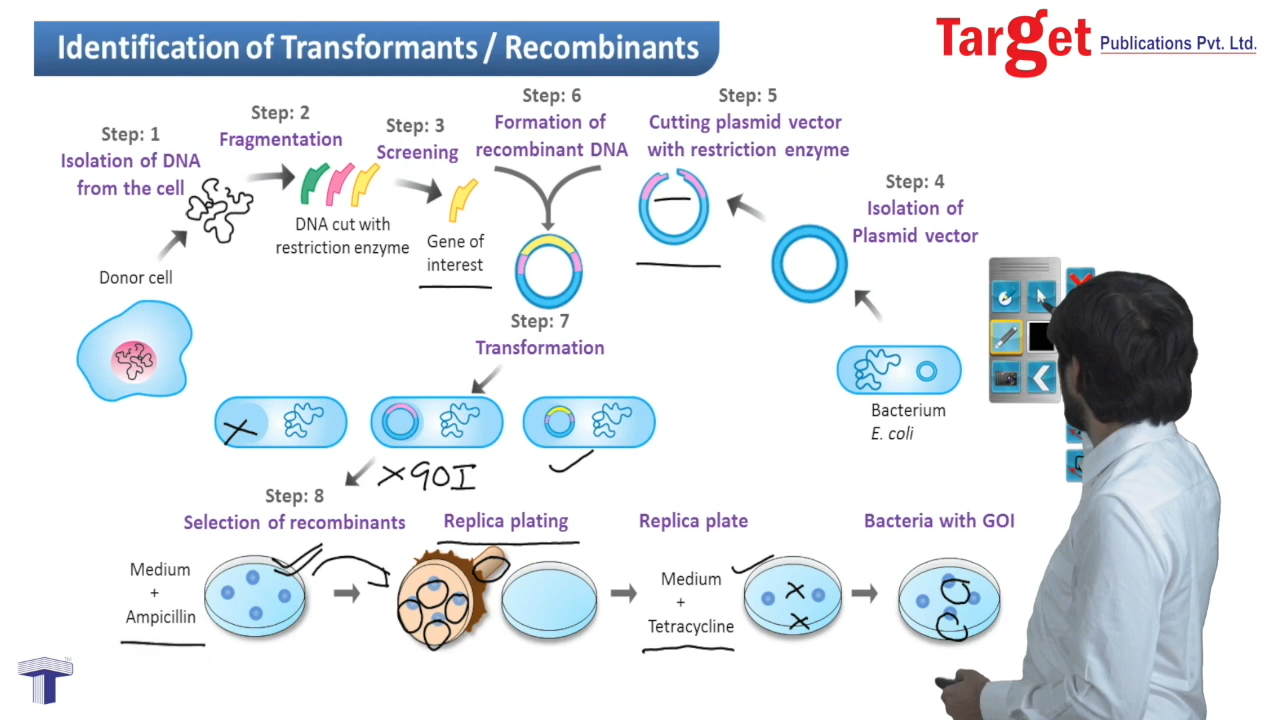 Identification of Transformants / Recombinants
Target Publications Pvt. Ltd.
Step: 1
Isolation of DNA
from the cell
Step: 2
Fragmentation
Step: 3
Screening
Step: 6
Formation of
recombinant DNA
Step: 5
Cutting plasmid vector
with restriction enzyme
Step: 4
Isolation of
Plasmid vector
DNA cut with
restriction enzyme
Gene of
interest
Donor cell
Step: 7
Transformation
Bacterium
E. coli
X GOI
Step: 8
Selection of recombinants
Replica plating
Replica plate
Bacteria with GOI
Medium
+
Ampicillin
Medium
+
Tetracycline
TM